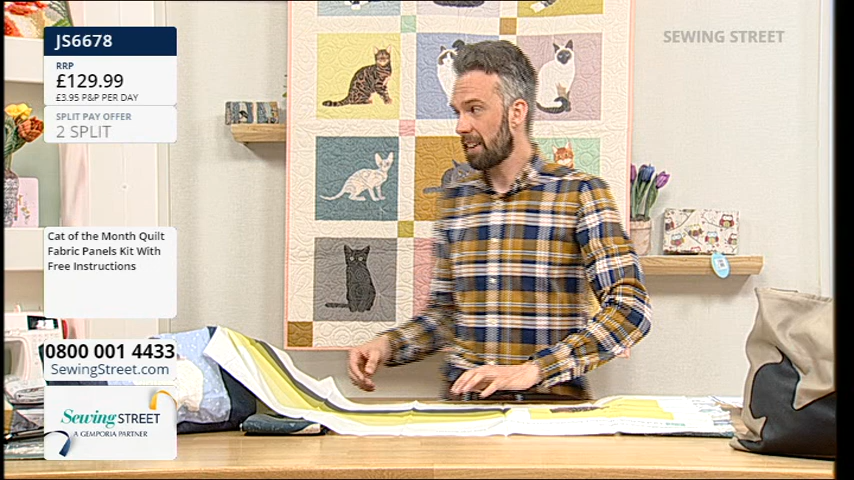 JS6678
RRP
£129.99
£3.95 P&P PER DAY
SPLIT PAY OFFER
2 SPLIT
Cat of the Month Quilt
Fabric Panels Kit With
Free Instructions
0800 001 4433
SewingStreet.com
Sewing STREET
A GEMPORIA PARTNER
SEWING STREET